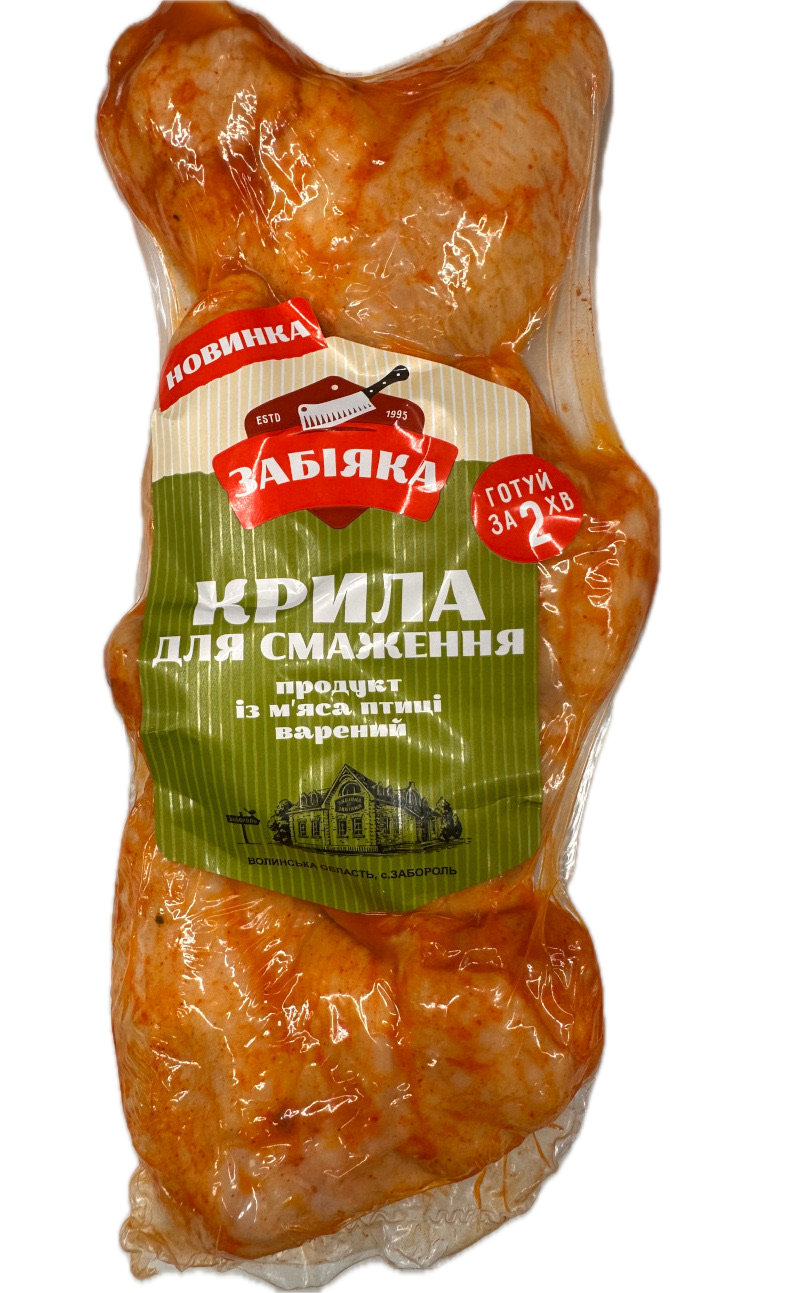 НОВИНКА
ESTD 1995
ЗАБІЯКА
ГОТУЙ
ЗА 2 ХВ
КРИЛА
ДЛЯ СМАЖЕННЯ
продукт
із м'яса птиці
варений
ЗАБОРОЛЬ
ВОЛИНСЬКА ОБЛАСТЬ, с.ЗАБОРОЛЬ